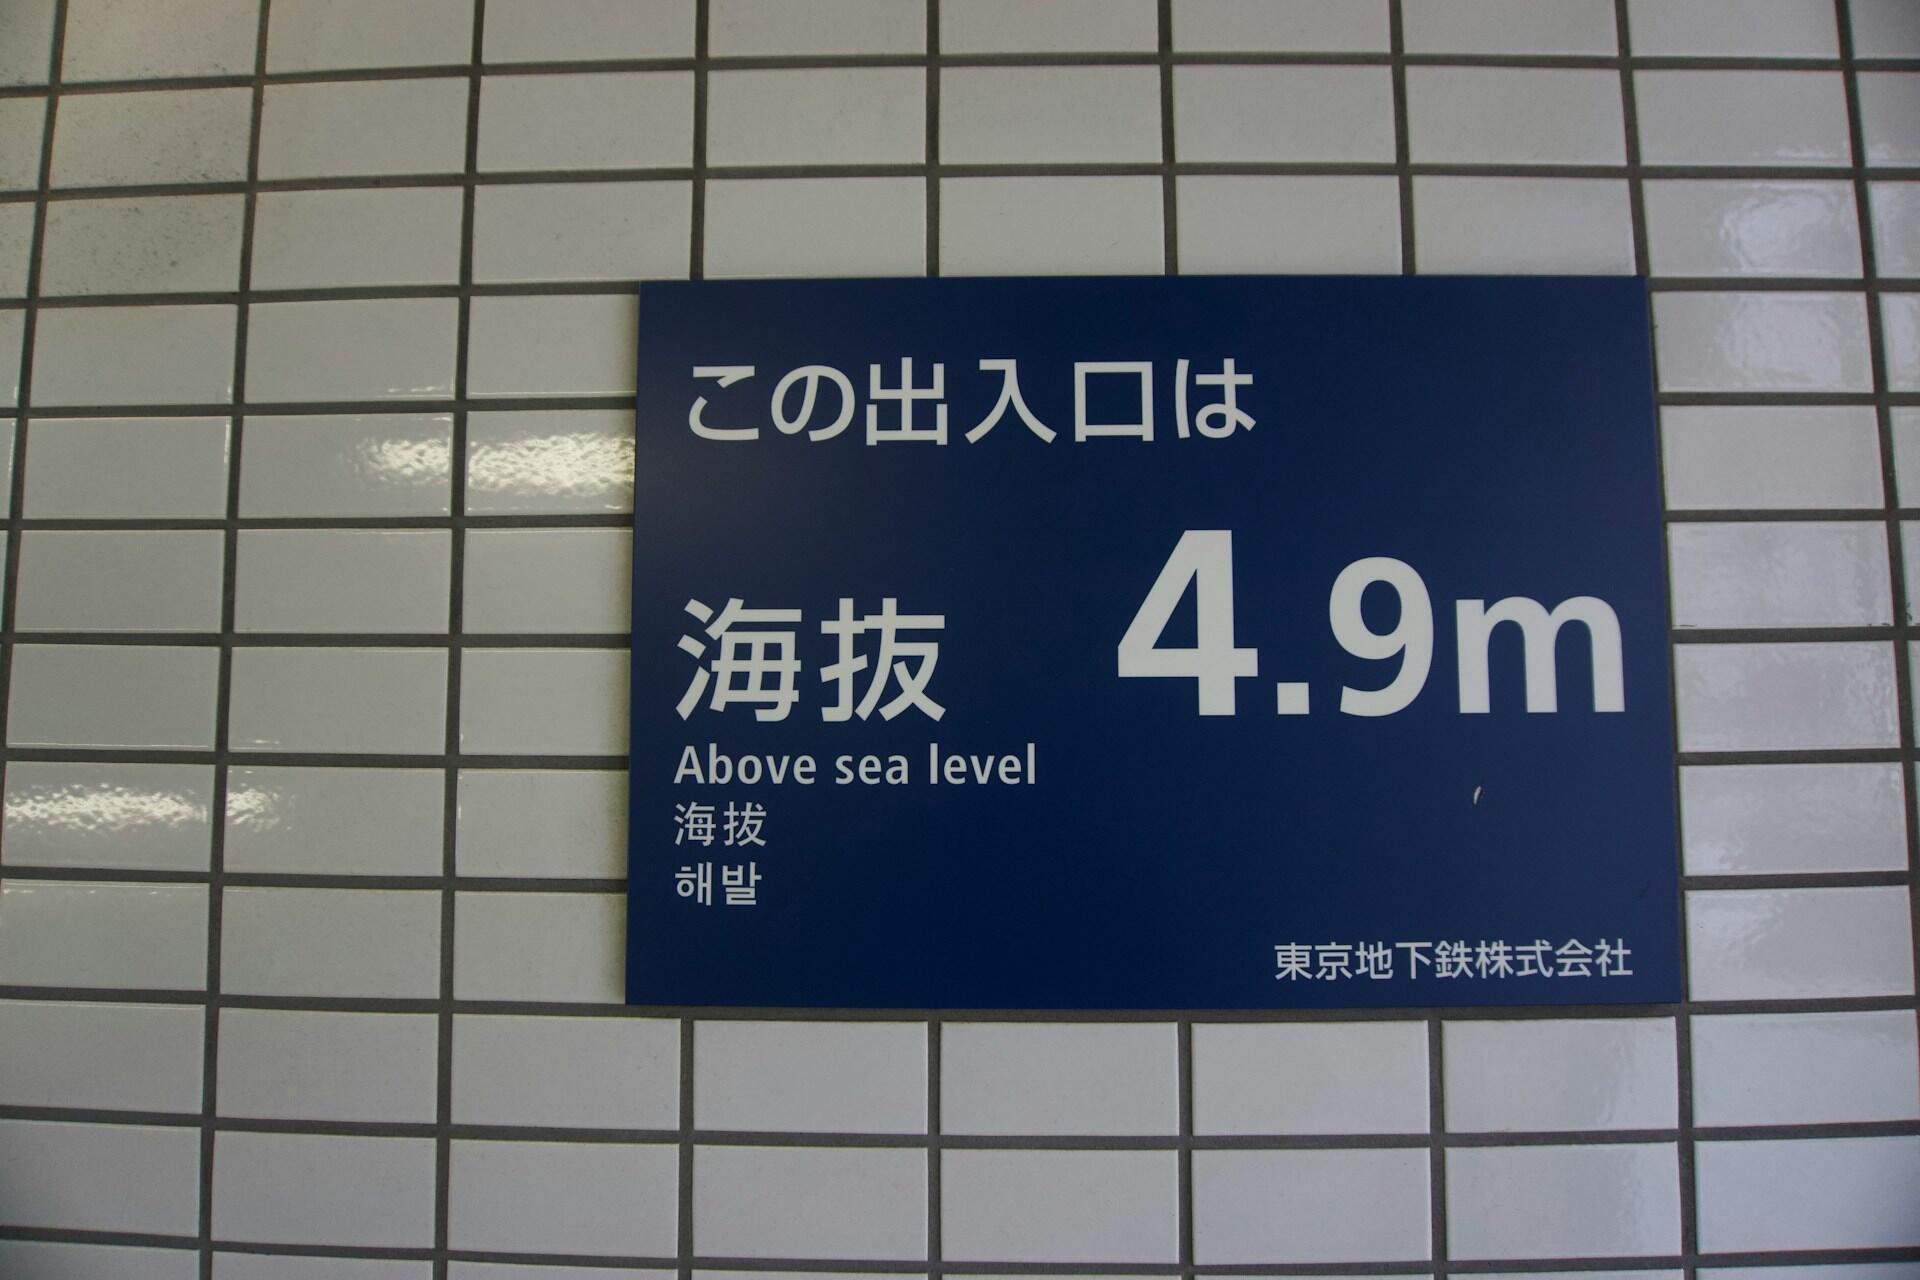 この出入口は
海抜 4.9m
Above sea level
海拔
해발
東京地下鉄株式会社